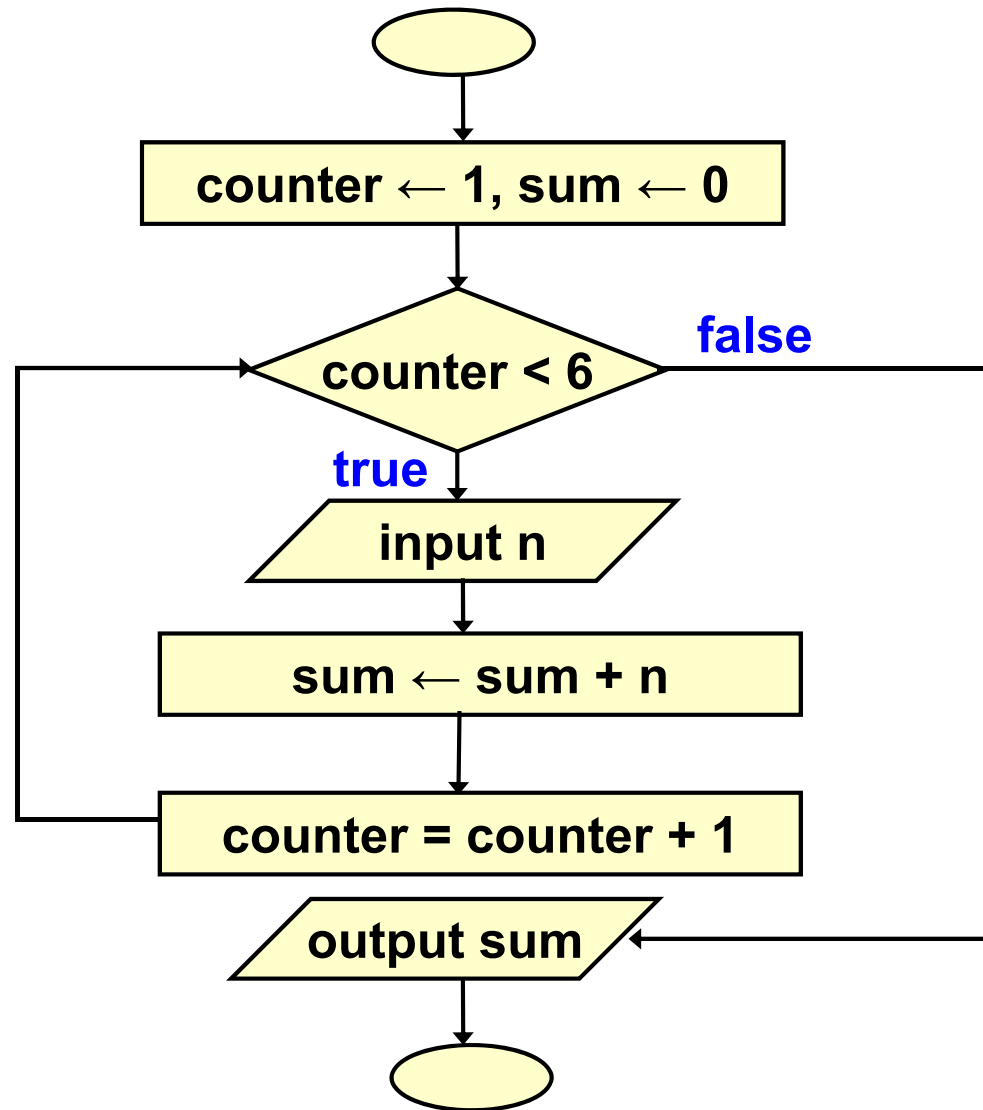 counter ← 1, sum ← 0
counter < 6
false
true
input n
sum ← sum + n
counter = counter + 1
output sum